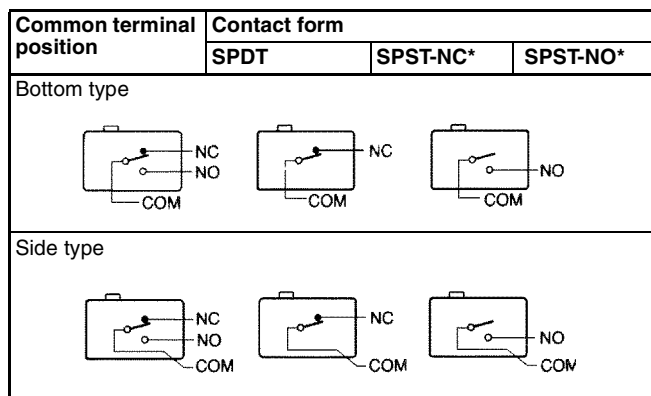 Common terminal position
Contact form
SPDT
SPST-NC*
SPST-NO*
Bottom type
NC
NO
COM
NC
COM
NO
COM
Side type
NC
NO
COM
NC
COM
NO
COM